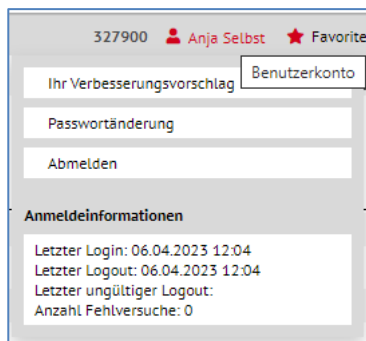 327900 Anja Selbst Favorite
Benutzerkonto
Ihr Verbesserungsvorschlag
Passwortänderung
Abmelden
Anmeldeinformationen
Letzter Login: 06.04.2023 12:04
Letzter Logout: 06.04.2023 12:04
Letzter ungültiger Logout:
Anzahl Fehlversuche: 0